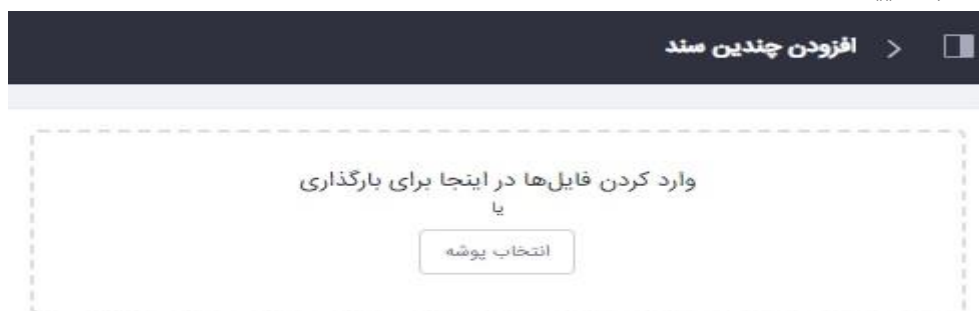 افزودن چندین سند
وارد کردن فایل‌ها در اینجا برای بارگذاری
یا
انتخاب پوشه